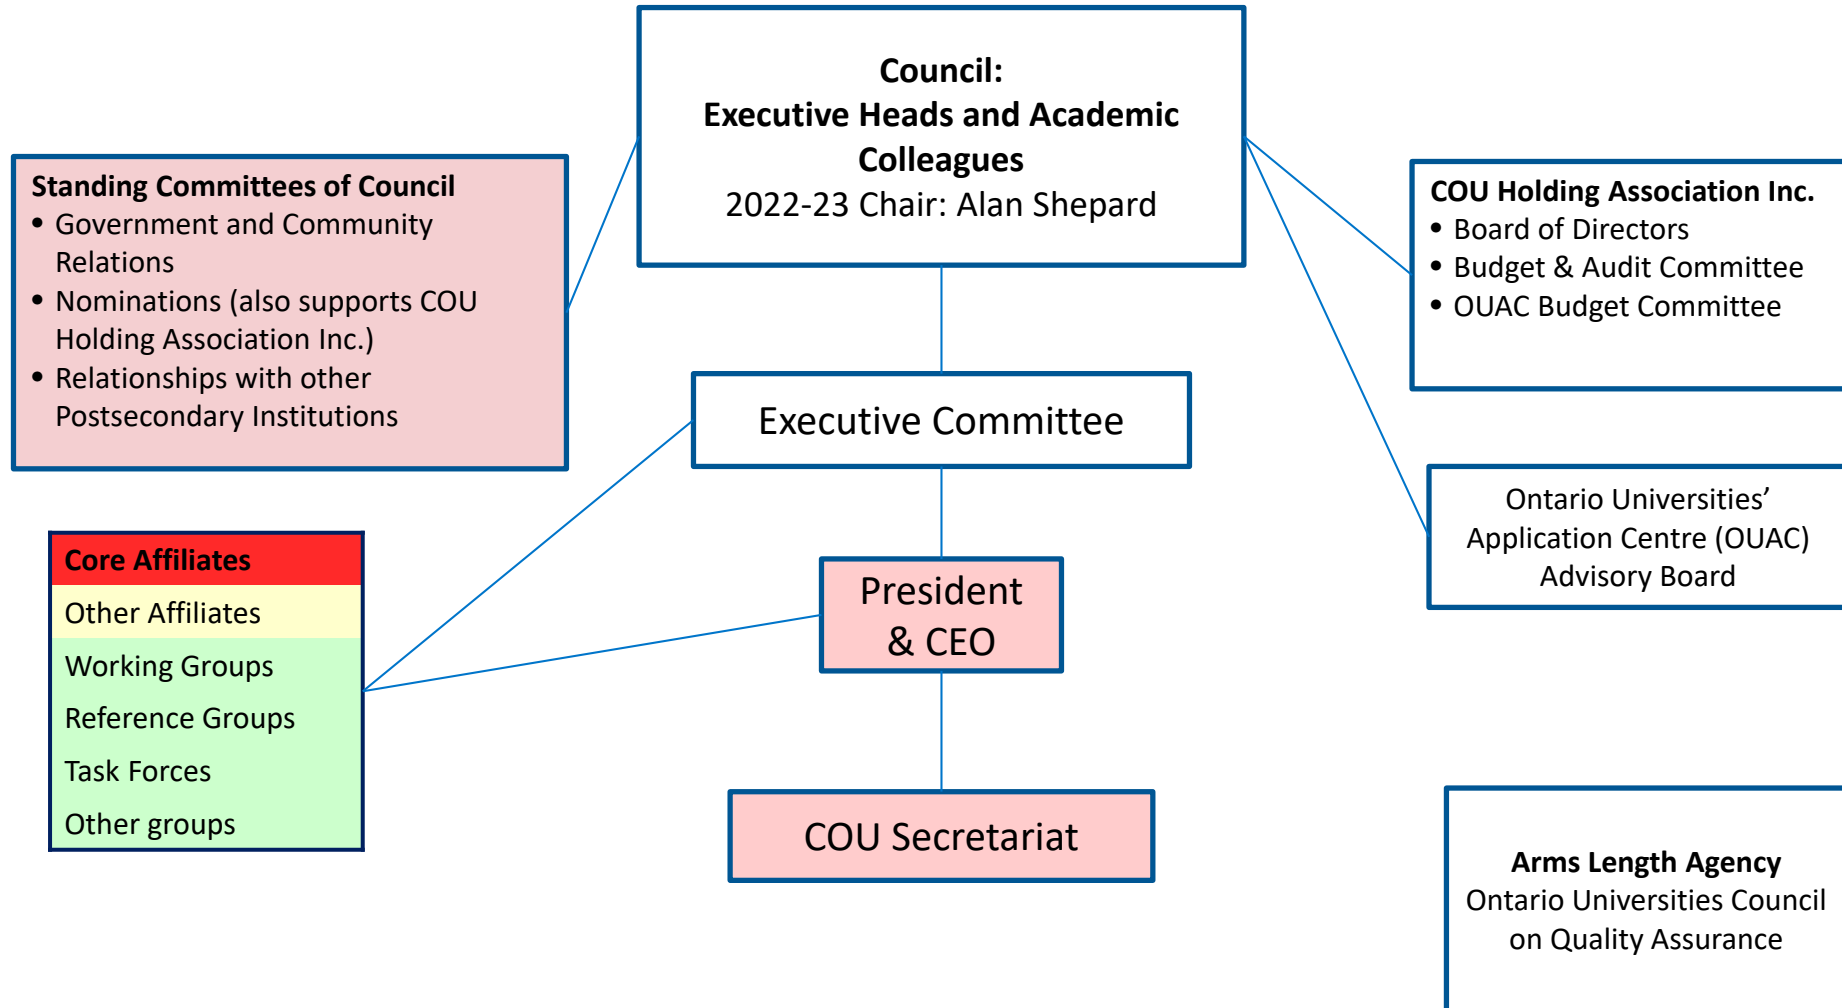 Council:
Executive Heads and Academic
Colleagues
2022-23 Chair: Alan Shepard
Standing Committees of Council
• Government and Community
Relations
• Nominations (also supports COU
Holding Association Inc.)
• Relationships with other
Postsecondary Institutions
COU Holding Association Inc.
• Board of Directors
• Budget & Audit Committee
• OUAC Budget Committee
Executive Committee
Ontario Universities’
Application Centre (OUAC)
Advisory Board
Core Affiliates
Other Affiliates
Working Groups
Reference Groups
Task Forces
Other groups
President
& CEO
COU Secretariat
Arms Length Agency
Ontario Universities Council
on Quality Assurance